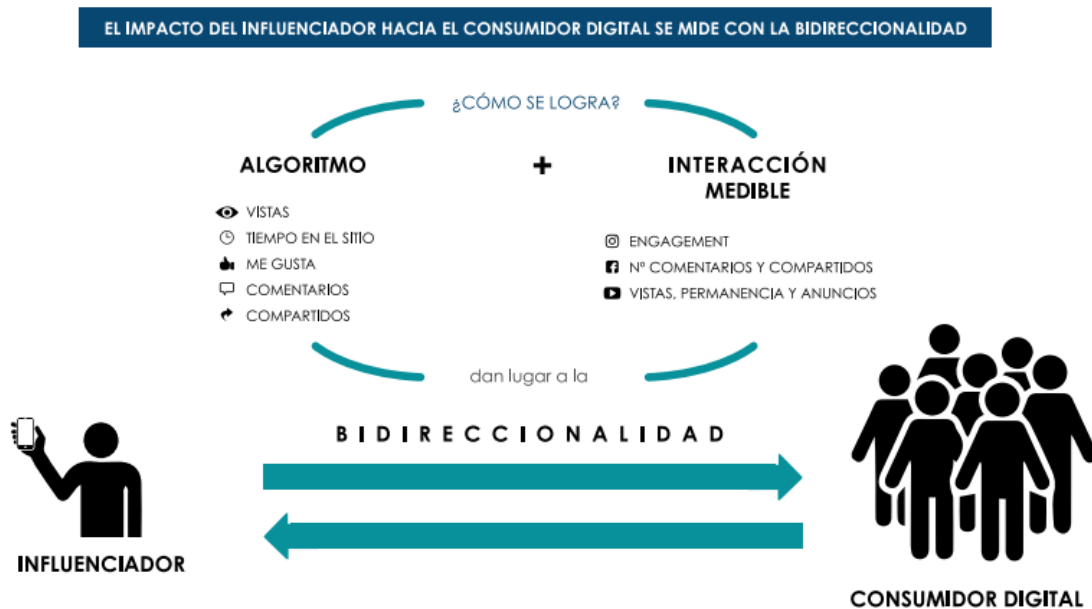 EL IMPACTO DEL INFLUENCIADOR HACIA EL CONSUMIDOR DIGITAL SE MIDE CON LA BIDIRECCIONALIDAD
¿CÓMO SE LOGRA?
ALGORITMO
+
INTERACCIÓN
MEDIBLE
VISTAS
TIEMPO EN EL SITIO
ME GUSTA
COMENTARIOS
COMPARTIDOS
ENGAGEMENT
Nº COMENTARIOS Y COMPARTIDOS
VISTAS, PERMANENCIA Y ANUNCIOS
dan lugar a la
BIDIRECCIONALIDAD
INFLUENCIADOR
CONSUMIDOR DIGITAL